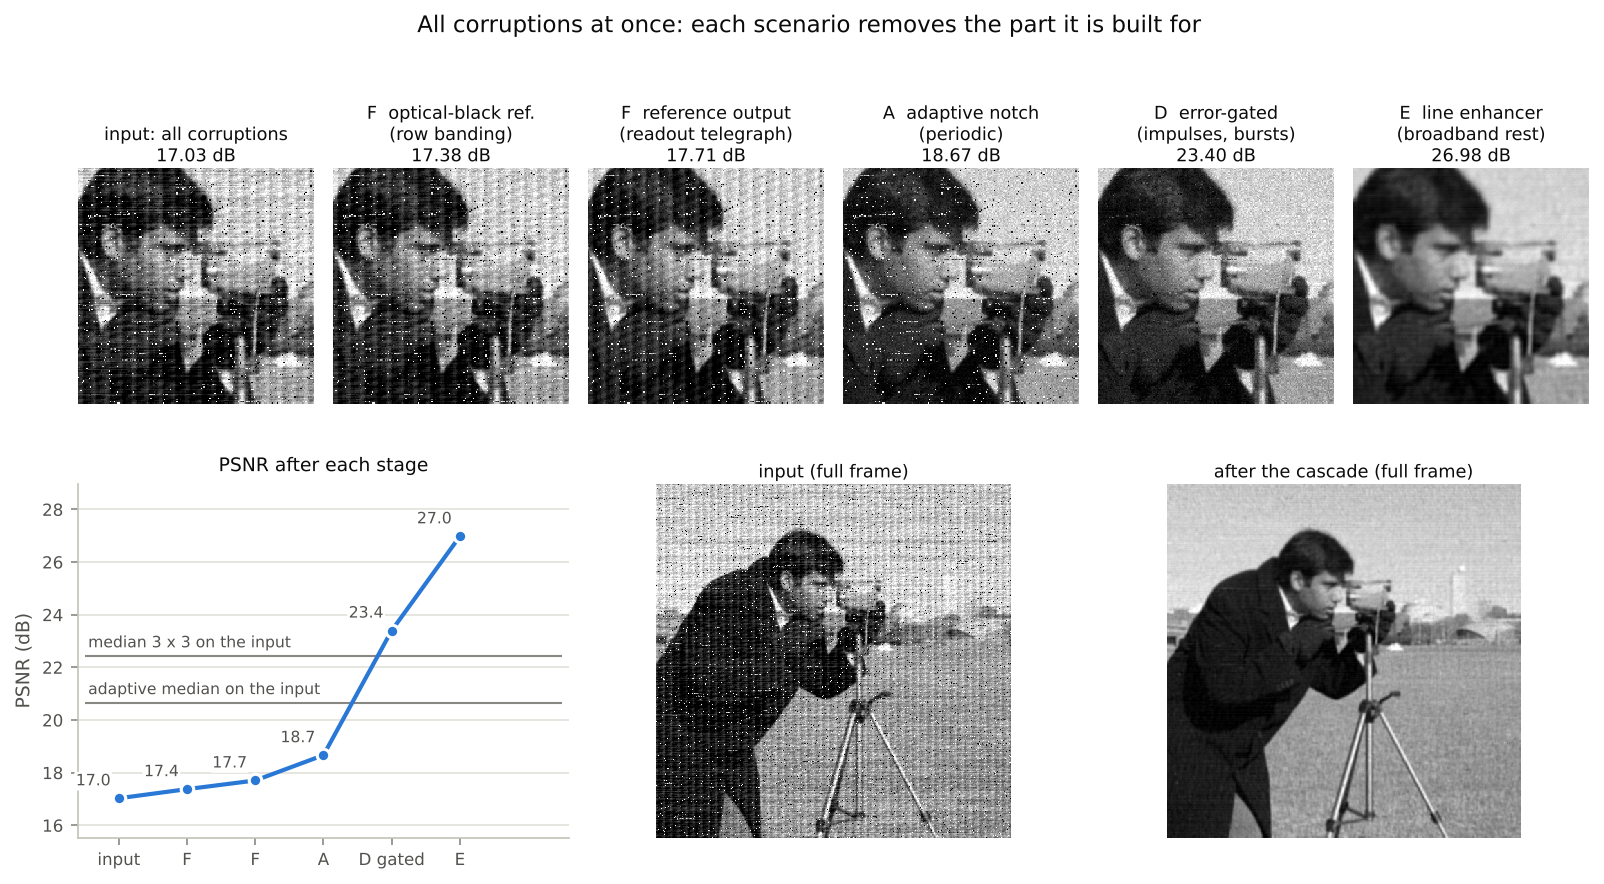 All corruptions at once: each scenario removes the part it is built for
input: all corruptions
17.03 dB
F optical-black ref.
(row banding)
17.38 dB
F reference output
(readout telegraph)
17.71 dB
A adaptive notch
(periodic)
18.67 dB
D error-gated
(impulses, bursts)
23.40 dB
E line enhancer
(broadband rest)
26.98 dB
PSNR after each stage
PSNR (dB)
28
26
24
22
20
18
16
27.0
23.4
median 3 x 3 on the input
adaptive median on the input
18.7
17.7
17.4
17.0
input
F
F
A
D gated
E
input (full frame)
after the cascade (full frame)